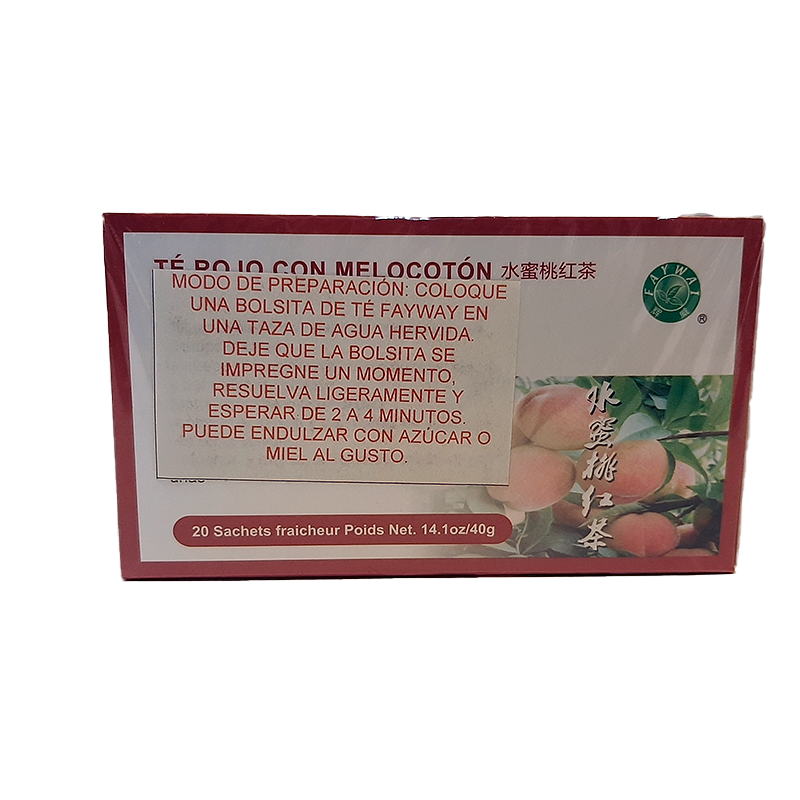 TÉ ROJO CON MELOCOTÓN 水蜜桃红茶
FAYWAI
®
MODO DE PREPARACIÓN: COLOQUE
UNA BOLSITA DE TÉ FAYWAY EN
UNA TAZA DE AGUA HERVIDA.
DEJE QUE LA BOLSITA SE
IMPREGNE UN MOMENTO,
RESUELVA LIGERAMENTE Y
ESPERAR DE 2 A 4 MINUTOS.
PUEDE ENDULZAR CON AZÚCAR O
MIEL AL GUSTO.
水蜜桃红茶
20 Sachets fraicheur Poids Net. 14.1oz/40g